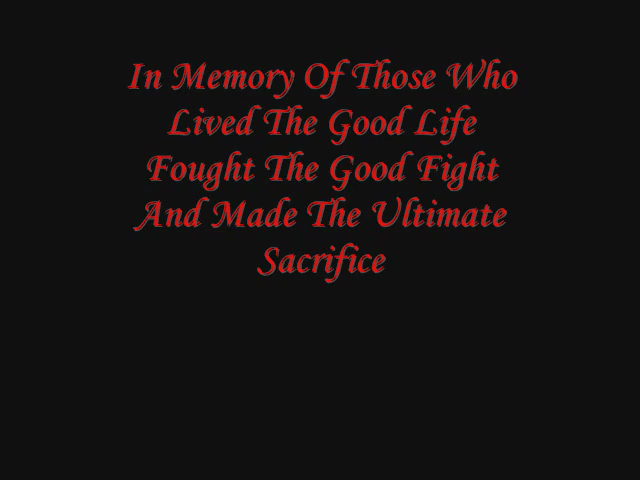 In Memory Of Those Who
Lived The Good Life
Fought The Good Fight
And Made The Ultimate
Sacrifice